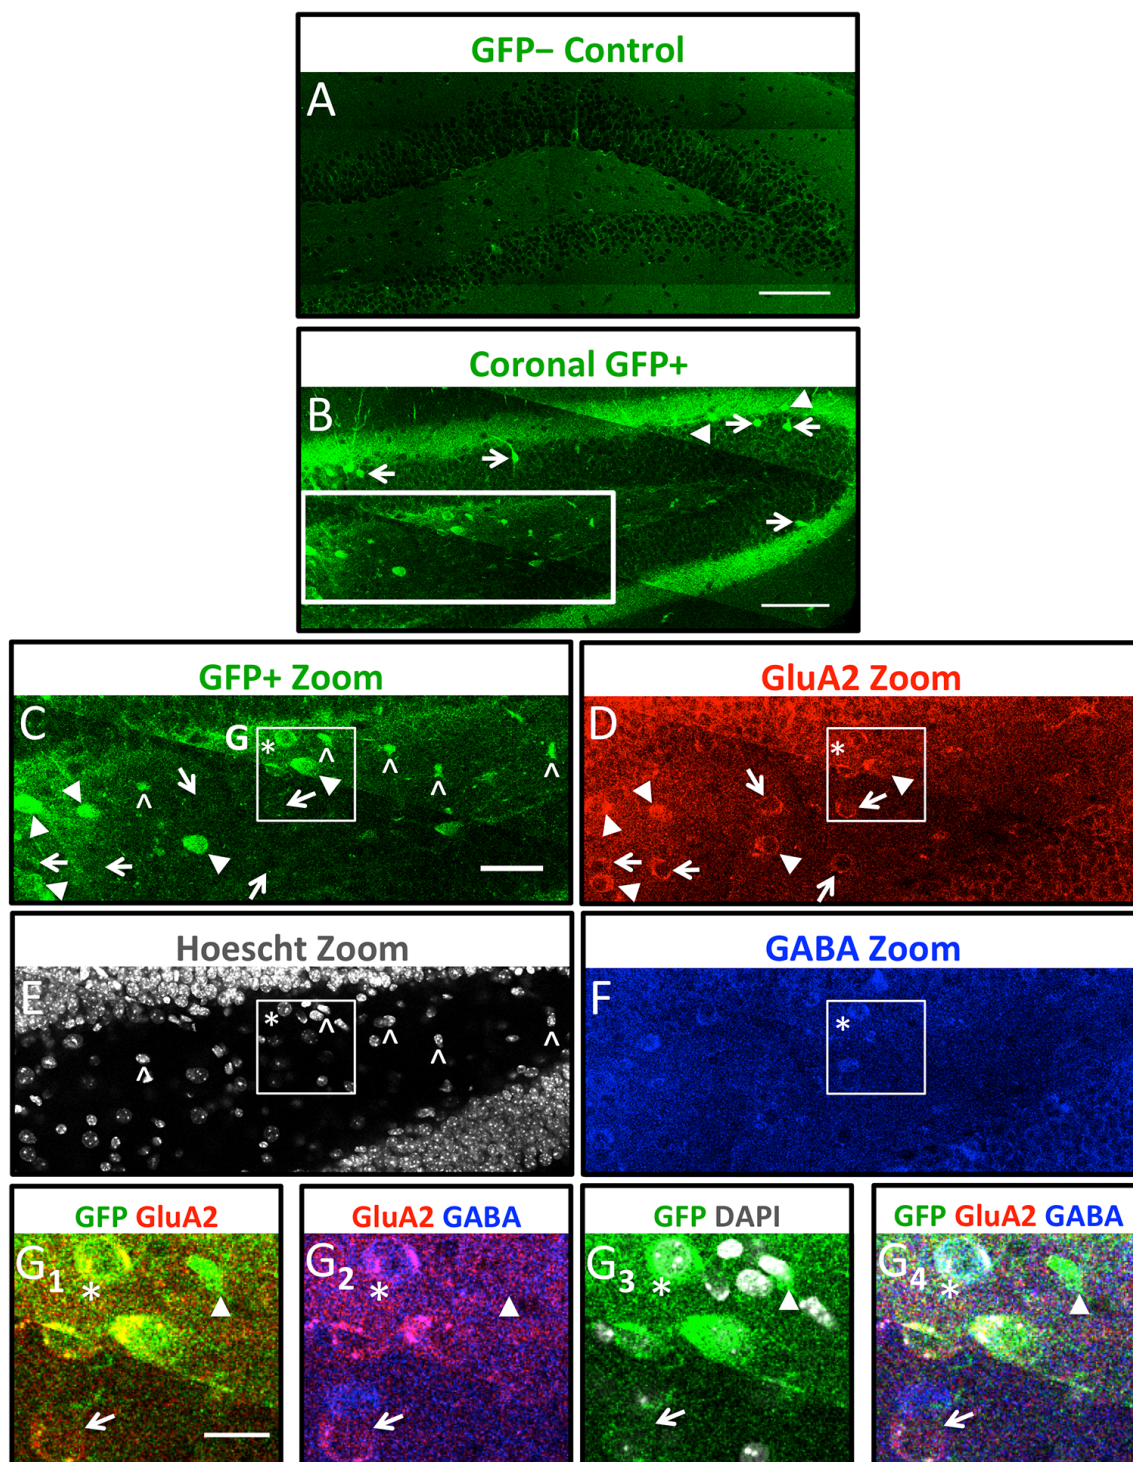 GFP– Control
A
Coronal GFP+
B
GFP+ Zoom
C
G
*
^
^
^
^
^
GluA2 Zoom
D
*
Hoescht Zoom
E
*
^
^
^
^
^
GABA Zoom
F
*
GFP GluA2
G1
*
GluA2 GABA
G2
*
GFP DAPI
G3
*
GFP GluA2 GABA
G4
*